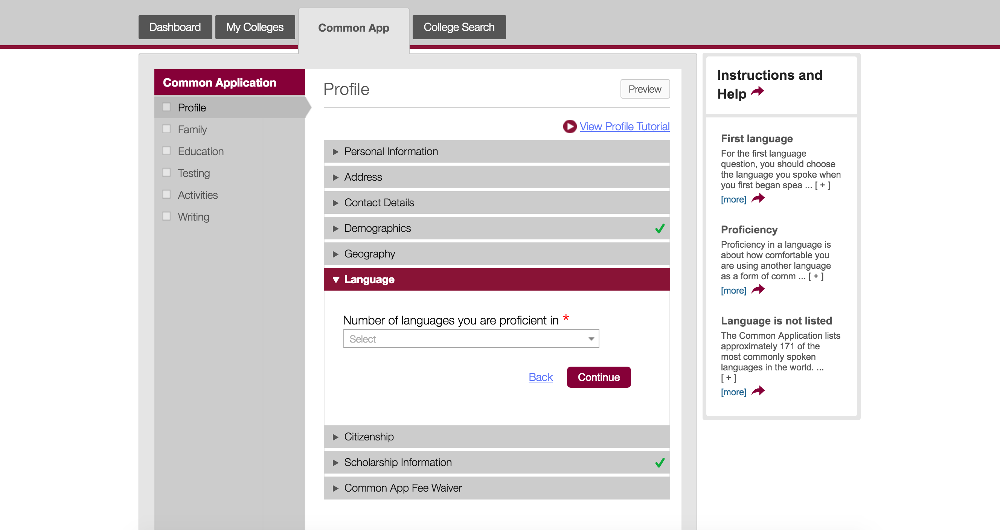 Dashboard
My Colleges
Common App
College Search
Common Application
Profile
Family
Education
Testing
Activities
Writing
Profile
Preview
View Profile Tutorial
Personal Information
Address
Contact Details
Demographics
Geography
Language
Number of languages you are proficient in *
Select
Back
Continue
Citizenship
Scholarship Information
Common App Fee Waiver
Instructions and
Help
First language
For the first language
question, you should choose
the language you spoke when
you first began spea ... [ + ]
[more]
Proficiency
Proficiency in a language is
about how comfortable you
are using another language
as a form of comm ... [ + ]
[more]
Language is not listed
The Common Application lists
approximately 171 of the
most commonly spoken
languages in the world. ...
[ + ]
[more]